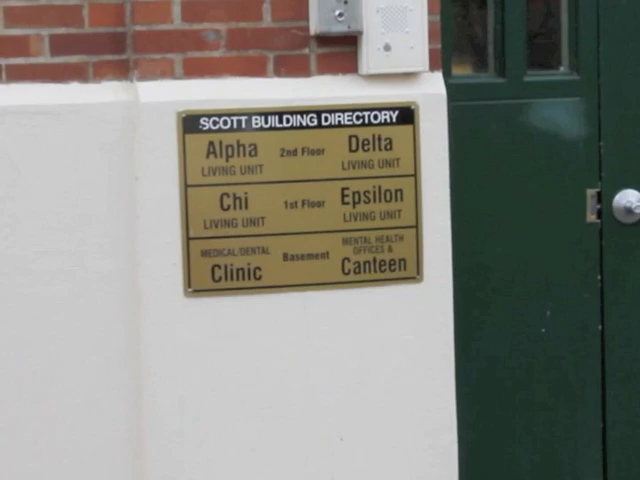 SCOTT BUILDING DIRECTORY
Alpha 2nd Floor Delta
LIVING UNIT LIVING UNIT
Chi 1st Floor Epsilon
LIVING UNIT LIVING UNIT
MEDICAL/DENTAL MENTAL HEALTH
OFFICES &
Clinic Basement Canteen